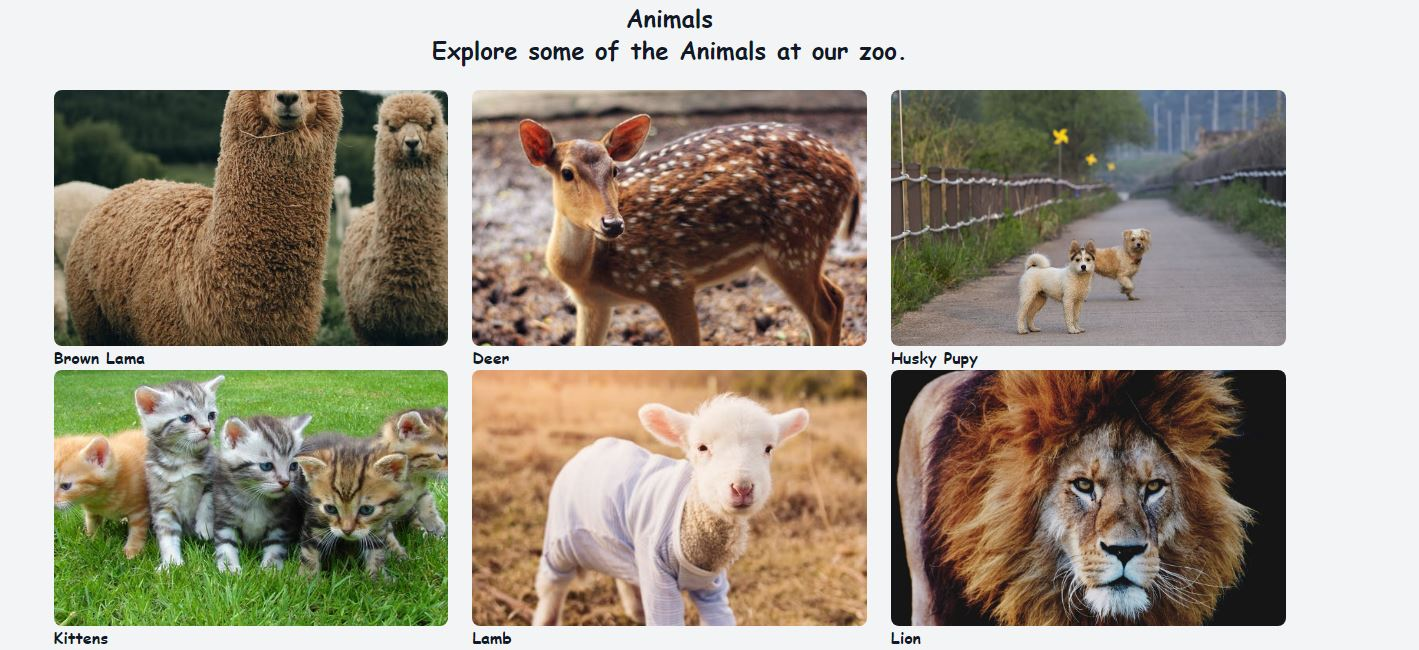 Animals
Explore some of the Animals at our zoo.
Brown Lama
Deer
Husky Pupy
Kittens
Lamb
Lion